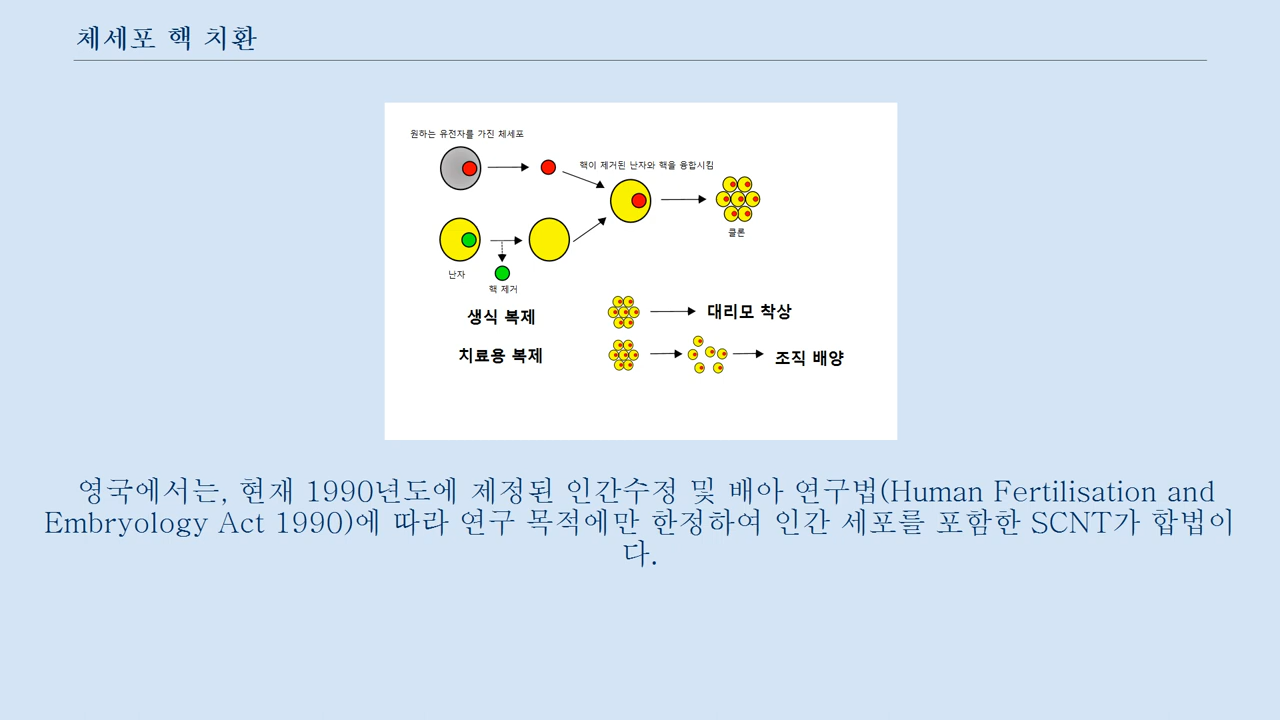 체세포 핵 치환
원하는 유전자를 가진 체세포
핵이 제거된 난자와 핵을 융합시킴
클론
난자
핵 제거
생식 복제
대리모 착상
치료용 복제
조직 배양
영국에서는, 현재 1990년도에 제정된 인간수정 및 배아 연구법(Human Fertilisation and
Embryology Act 1990)에 따라 연구 목적에만 한정하여 인간 세포를 포함한 SCNT가 합법이
다.